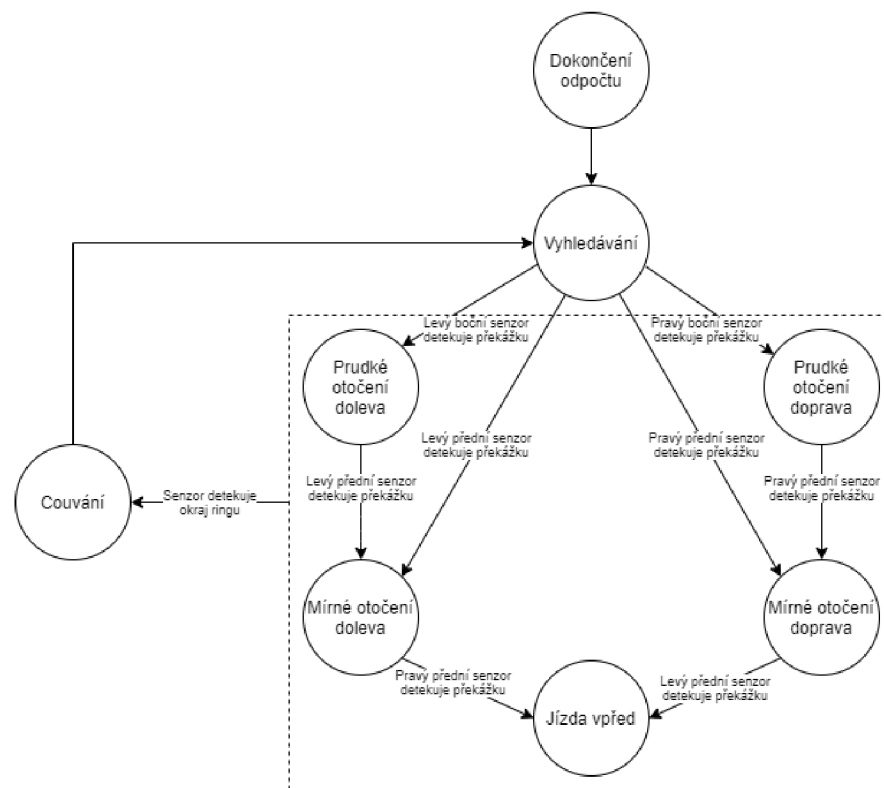 Dokončení
odpočtu
Vyhledávání
Levý boční senzor
detekuje překážku
Pravý boční senzor
detekuje překážku
Prudké
otočení
doleva
Prudké
otočení
doprava
Levý přední senzor
detekuje překážku
Pravý přední senzor
detekuje překážku
Levý přední senzor
detekuje překážku
Pravý přední senzor
detekuje překážku
Couvání
Senzor detekuje
okraj ringu
Mírné otočení
doleva
Mírné otočení
doprava
Pravý přední senzor
detekuje překážku
Levý přední senzor
detekuje překážku
Jízda vpřed